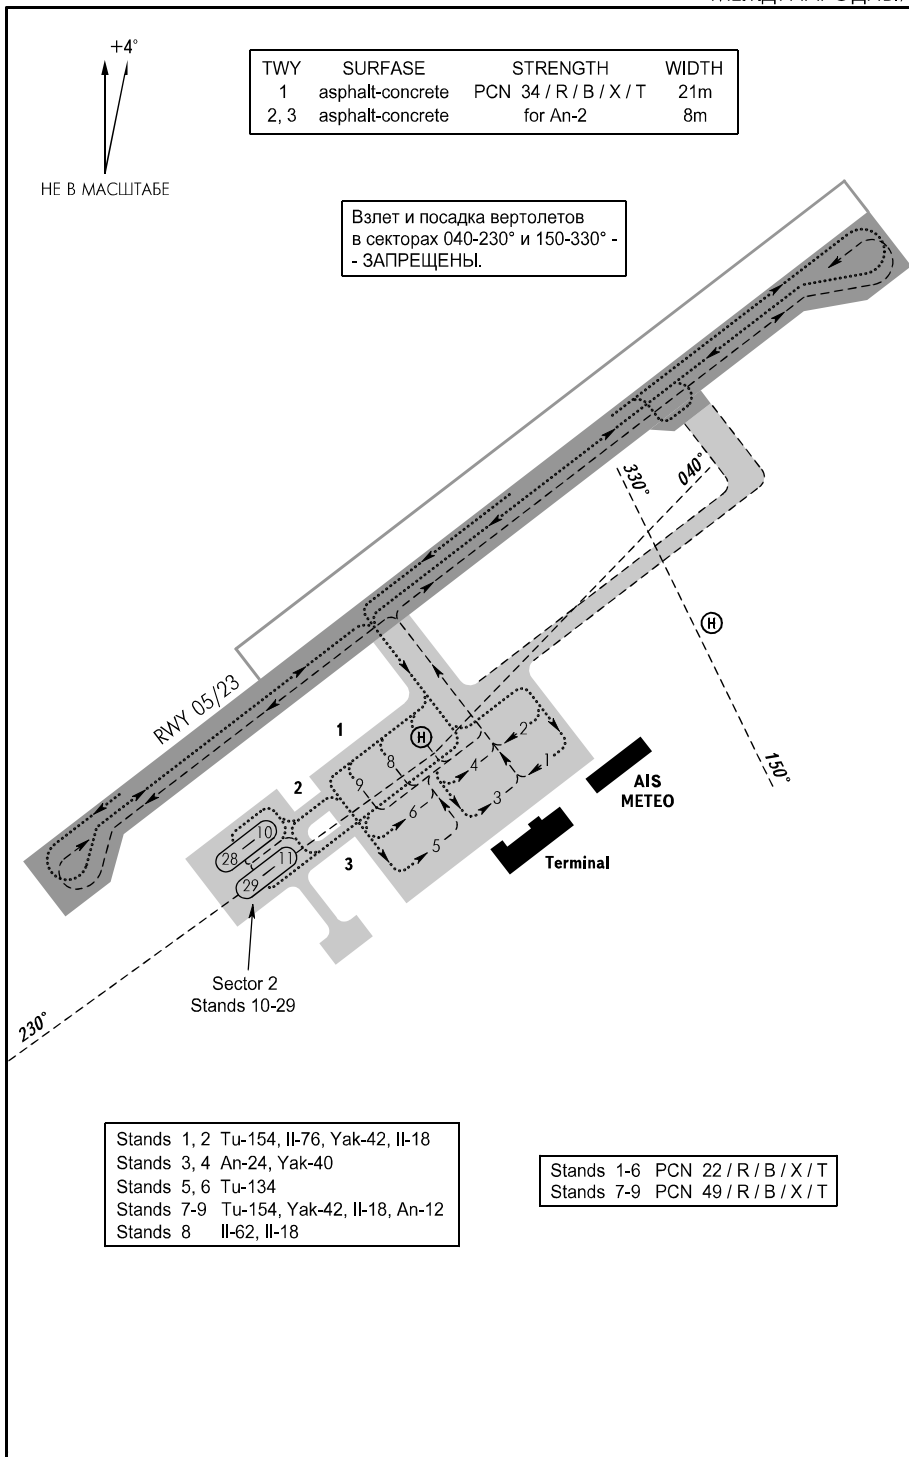 +4°
НЕ В МАСШТАБЕ
TWY SURFASE STRENGTH WIDTH
1 asphalt-concrete PCN 34 / R / B / X / T 21m
2, 3 asphalt-concrete for An-2 8m
Взлет и посадка вертолетов
в секторах 040-230° и 150-330° -
- ЗАПРЕЩЕНЫ.
330°
040°
H
RWY 05/23
1
H
2
8
4
1
9
7
150°
AIS
METEO
2
3
6
10
5
28
11
3
Terminal
29
Sector 2
Stands 10-29
230°
Stands 1, 2 Tu-154, Il-76, Yak-42, Il-18
Stands 3, 4 An-24, Yak-40
Stands 5, 6 Tu-134
Stands 7-9 Tu-154, Yak-42, Il-18, An-12
Stands 8 Il-62, Il-18
Stands 1-6 PCN 22 / R / B / X / T
Stands 7-9 PCN 49 / R / B / X / T